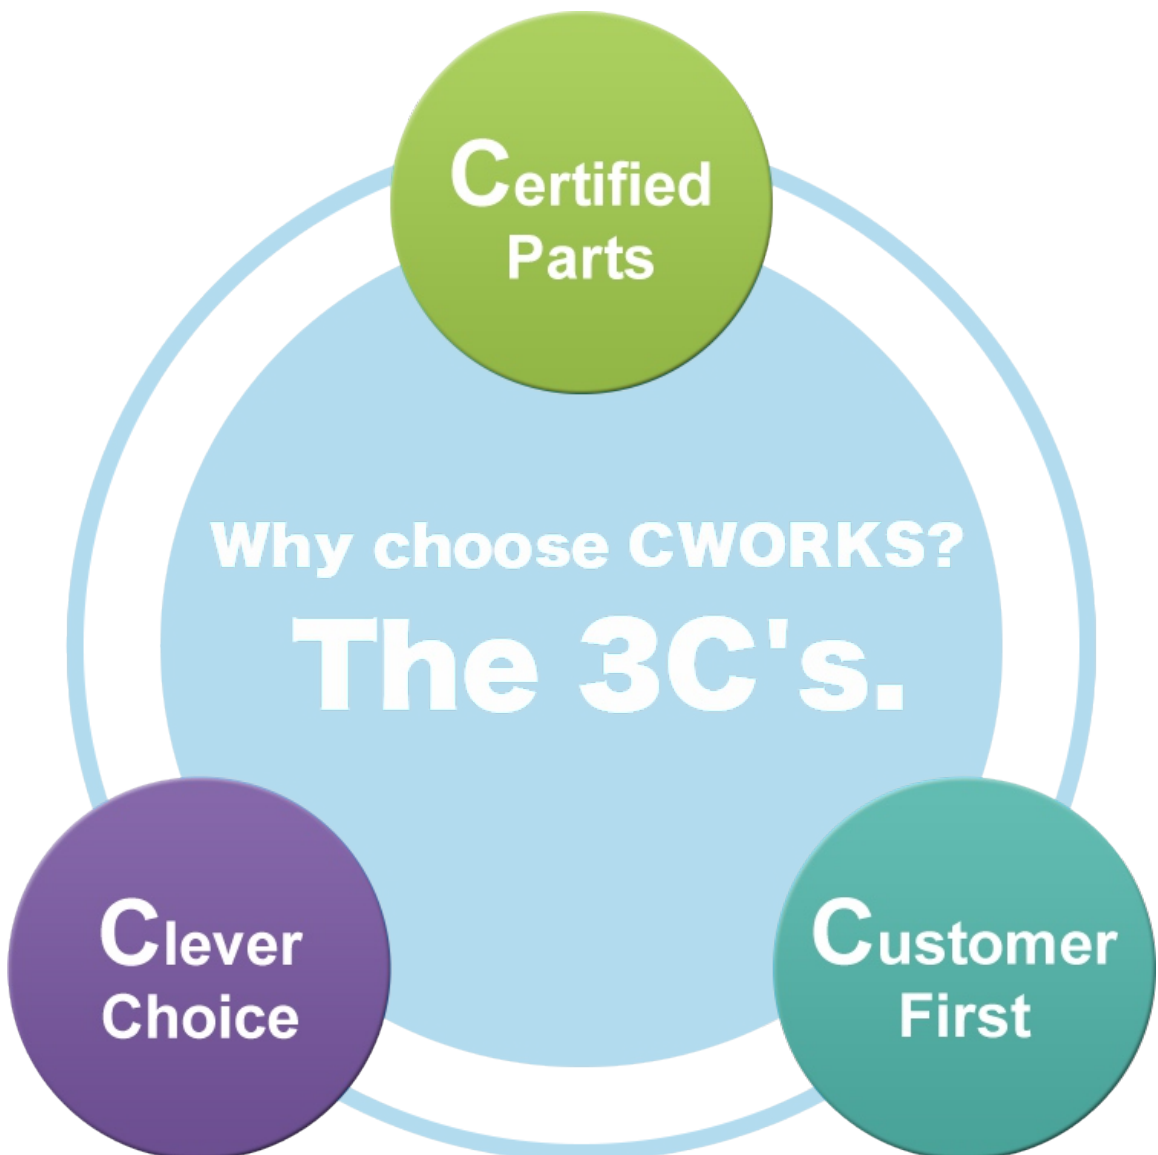 Certified
Parts
Why choose CWORKS?
The 3C's.
Clever
Choice
Customer
First